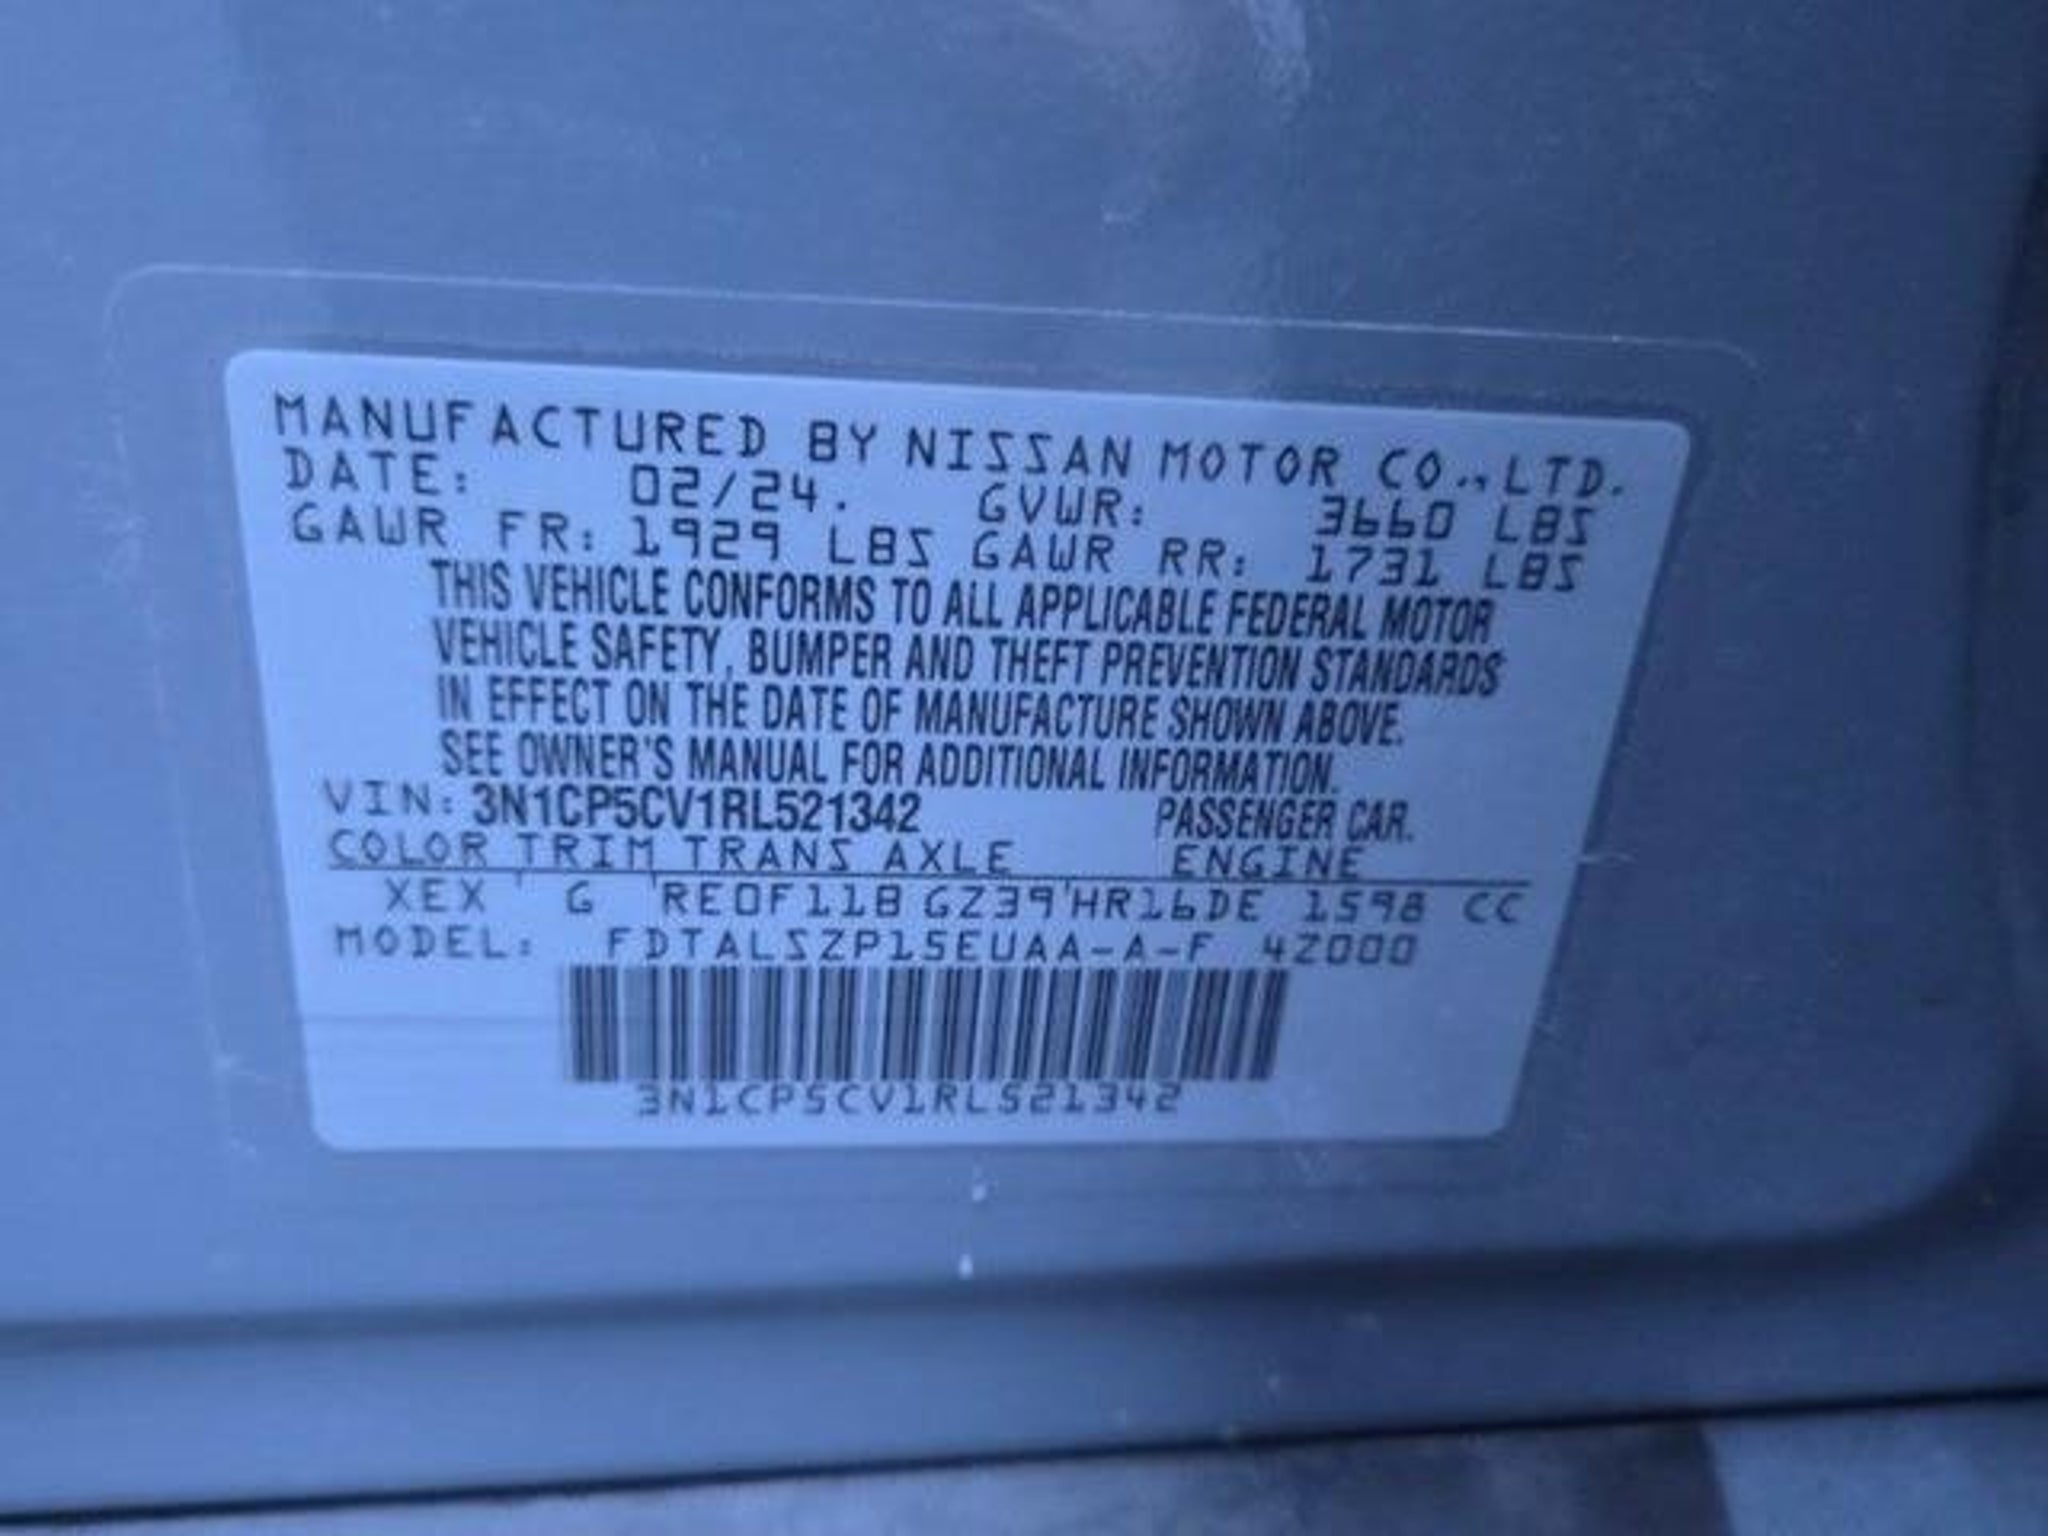 MANUFACTURED BY NISSAN MOTOR CO., LTD.
DATE: 02/24. GVWR: 3660 LBS
GAWR FR: 1929 LBS GAWR RR: 1731 LBS
THIS VEHICLE CONFORMS TO ALL APPLICABLE FEDERAL MOTOR
VEHICLE SAFETY, BUMPER AND THEFT PREVENTION STANDARDS
IN EFFECT ON THE DATE OF MANUFACTURE SHOWN ABOVE.
SEE OWNER'S MANUAL FOR ADDITIONAL INFORMATION.
VIN: 3N1CP5CV1RL521342 PASSENGER CAR.
COLOR TRIM TRANS AXLE ENGINE
XEX G RE0F11B GZ39 HR16DE 1598 CC
MODEL: FDTALSZP15EUAA-A-F 4Z000
3N1CP5CV1RL521342